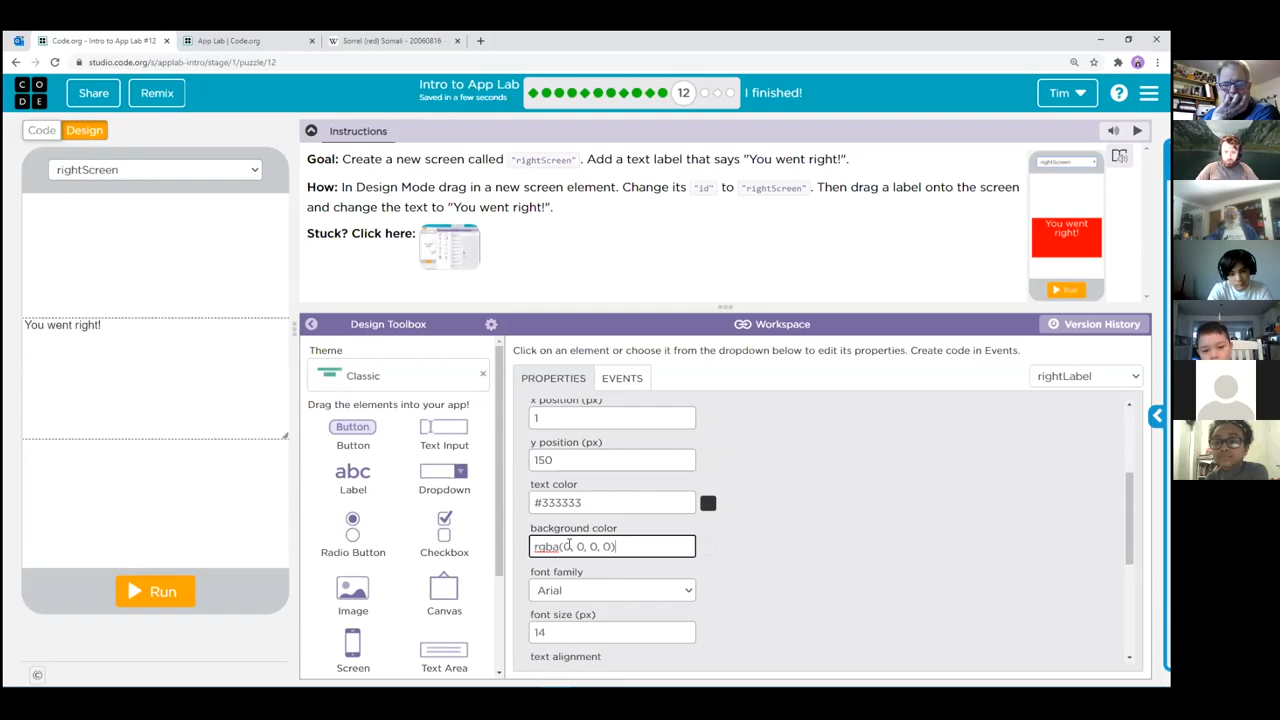 Code.org - Intro to App Lab #12
App Lab | Code.org
Sorrel (red) Somali - 20060816
studio.code.org/s/applab-intro/stage/1/puzzle/12
C O
D E
Share
Remix
Intro to App Lab
Saved in a few seconds
12
I finished!
Tim
Code
Design
rightScreen
Instructions
Goal: Create a new screen called "rightScreen". Add a text label that says "You went right!".
How: In Design Mode drag in a new screen element. Change its "id" to "rightScreen". Then drag a label onto the screen
and change the text to "You went right!".
Stuck? Click here:
rightScreen
You went
right!
Run
You went right!
Run
Design Toolbox
Workspace
Version History
Theme
Classic
Drag the elements into your app!
Button
Button
Text Input
abc
Label
Dropdown
Radio Button
Checkbox
Image
Canvas
Screen
Text Area
Click on an element or choose it from the dropdown below to edit its properties. Create code in Events.
PROPERTIES
EVENTS
rightLabel
x position (px)
1
y position (px)
150
text color
#333333
background color
rgba(0, 0, 0, 0)
font family
Arial
font size (px)
14
text alignment